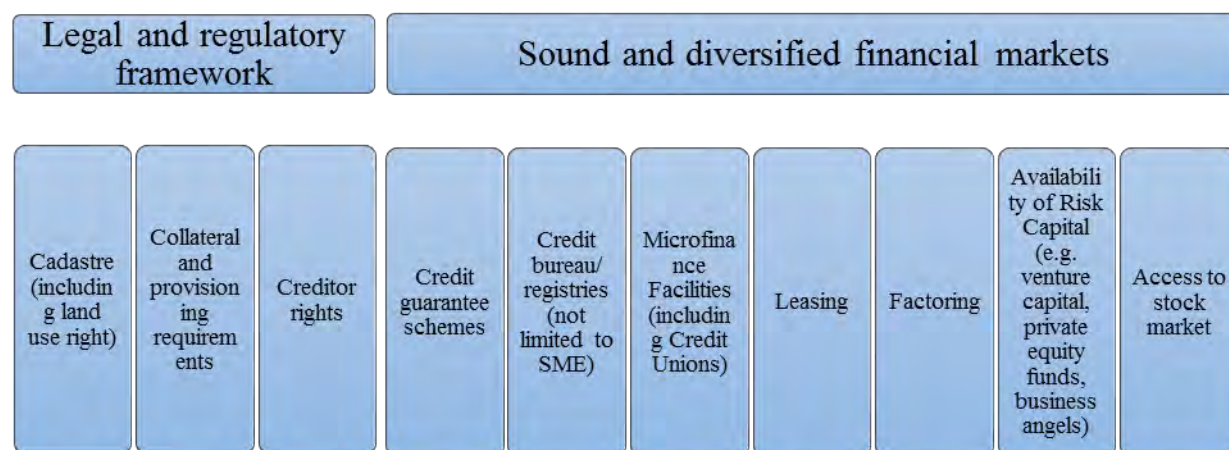 Legal and regulatory
framework
Sound and diversified financial markets
Cadastre
(includin
g land
use right)
Collateral
and
provision
ing
requirem
ents
Creditor
rights
Credit
guarantee
schemes
Credit
bureau/
registries
(not
limited to
SME)
Microfina
nce
Facilities
(includin
g Credit
Unions)
Leasing
Factoring
Availabili
ty of Risk
Capital
(e.g.
venture
capital,
private
equity
funds,
business
angels)
Access to
stock
market